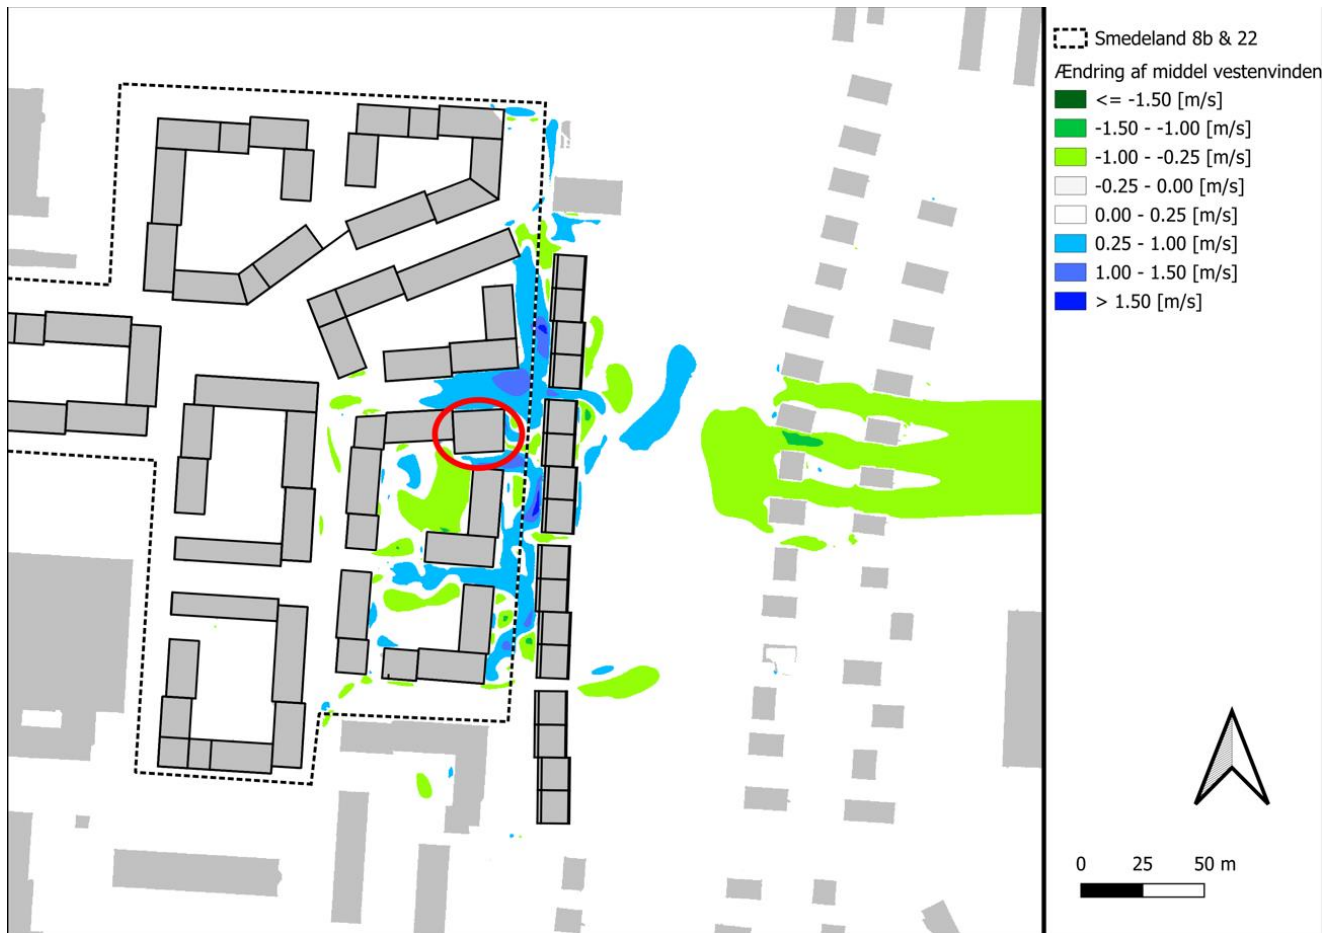 Smedeland 8b & 22
Ændring af middel vestenvinden
<= -1.50 [m/s]
-1.50 - -1.00 [m/s]
-1.00 - -0.25 [m/s]
-0.25 - 0.00 [m/s]
0.00 - 0.25 [m/s]
0.25 - 1.00 [m/s]
1.00 - 1.50 [m/s]
> 1.50 [m/s]
0 25 50 m